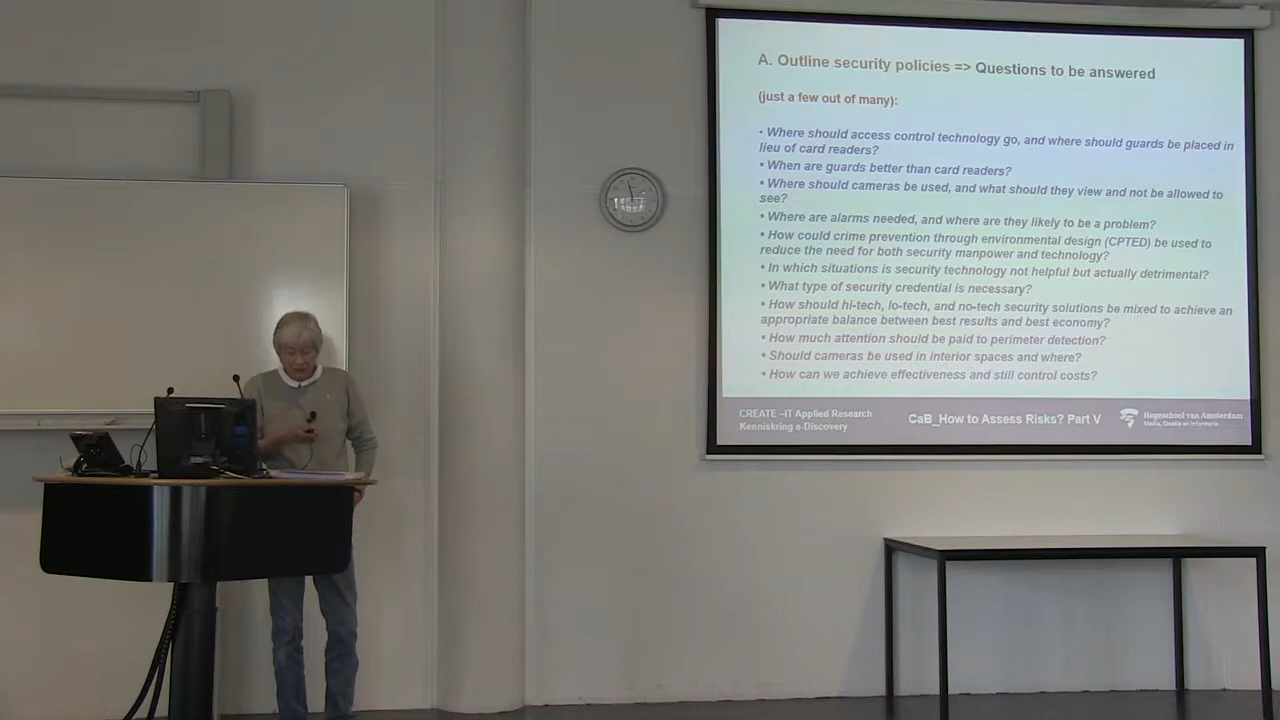 A. Outline security policies => Questions to be answered
(just a few out of many):
• Where should access control technology go, and where should guards be placed in
lieu of card readers?
• When are guards better than card readers?
• Where should cameras be used, and what should they view and not be allowed to
see?
• Where are alarms needed, and where are they likely to be a problem?
• How could crime prevention through environmental design (CPTED) be used to
reduce the need for both security manpower and technology?
• In which situations is security technology not helpful but actually detrimental?
• What type of security credential is necessary?
• How should hi-tech, lo-tech, and no-tech security solutions be mixed to achieve an
appropriate balance between best results and best economy?
• How much attention should be paid to perimeter detection?
• Should cameras be used in interior spaces and where?
• How can we achieve effectiveness and still control costs?
CREATE –IT Applied Research
Kenniskring e-Discovery
CaB_How to Assess Risks? Part V
Hogeschool van Amsterdam
Media, Creatie en Informatie